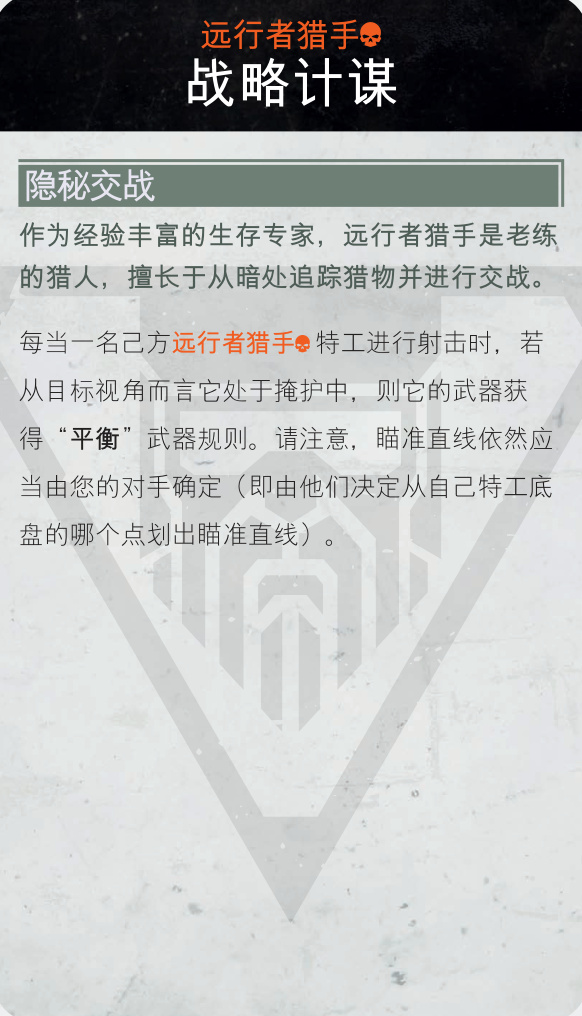 远行者猎手
战略计谋
隐秘交战
作为经验丰富的生存专家，远行者猎手是老练
的猎人，擅长于从暗处追踪猎物并进行交战。
每当一名己方远行者猎手特工进行射击时，若
从目标视角而言它处于掩护中，则它的武器获
得“平衡”武器规则。请注意，瞄准直线依然应
当由您的对手确定（即由他们决定从自己特工底
盘的哪个点划出瞄准直线）。